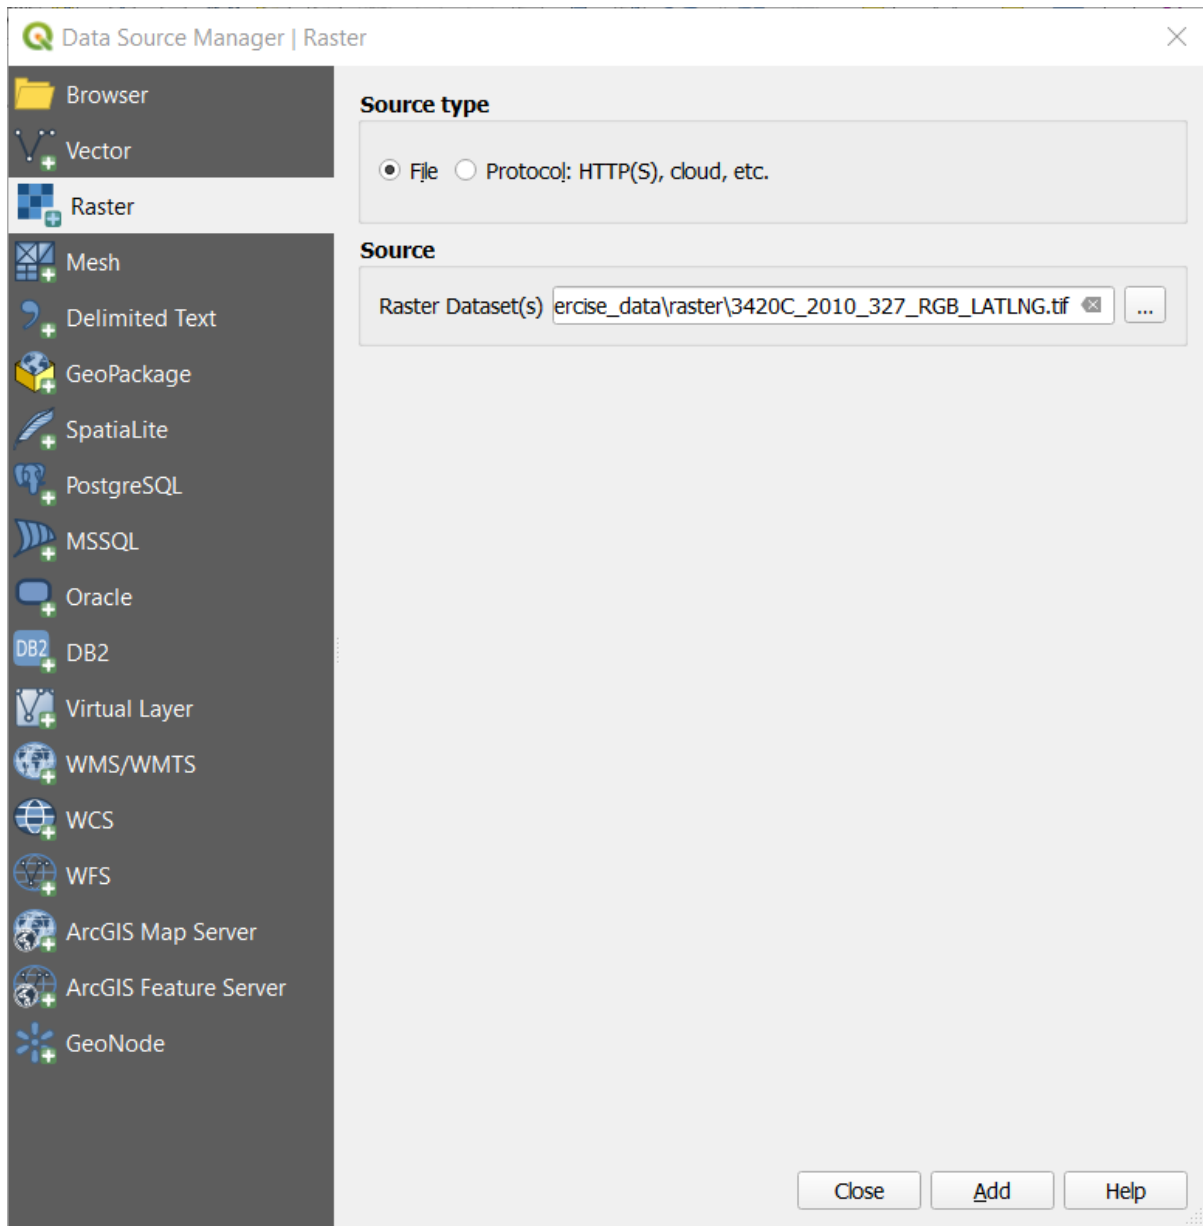 Data Source Manager | Raster
Browser
Vector
Raster
Mesh
Delimited Text
GeoPackage
SpatiaLite
PostgreSQL
MSSQL
Oracle
DB2
DB2
Virtual Layer
WMS/WMTS
WCS
WFS
ArcGIS Map Server
ArcGIS Feature Server
GeoNode
Source type
File Protocol: HTTP(S), cloud, etc.
Source
Raster Dataset(s) ercise_data\raster\3420C_2010_327_RGB_LATLNG.tif ...
Close Add Help